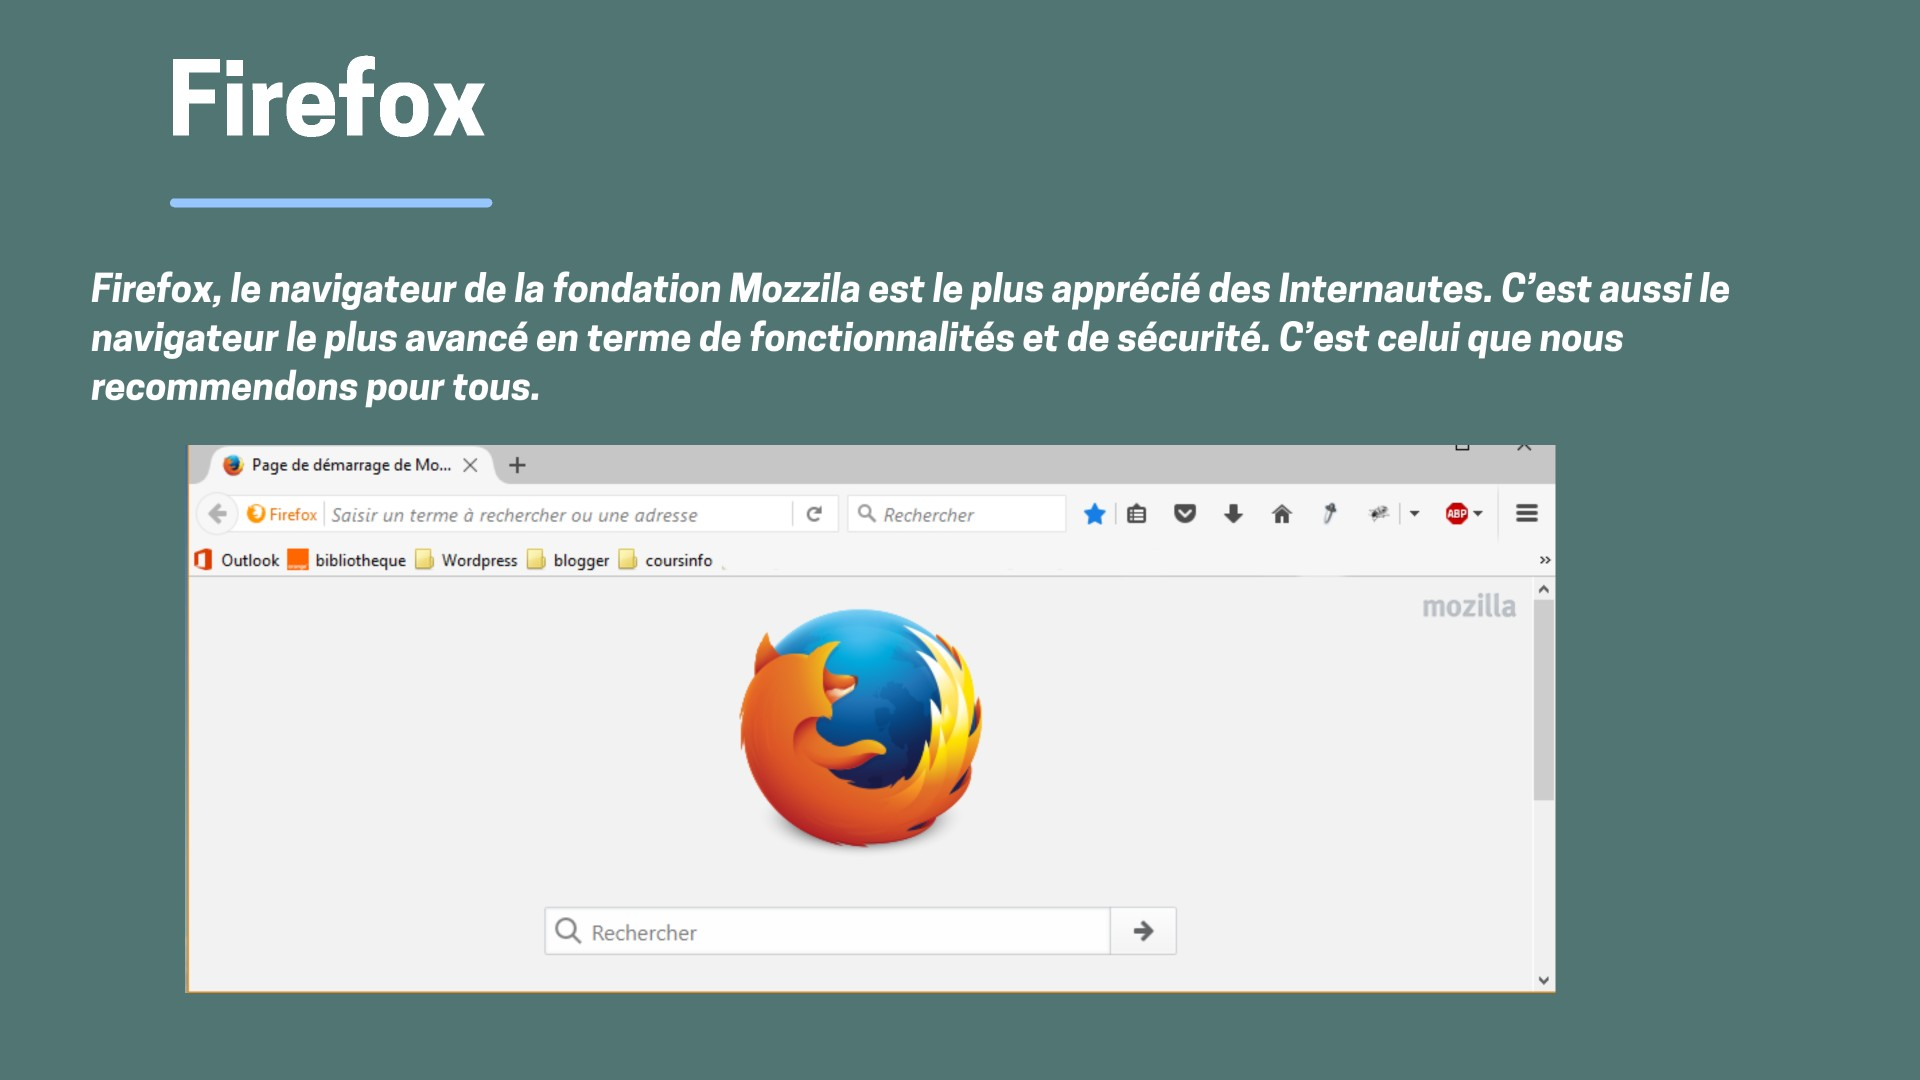 Firefox
Firefox, le navigateur de la fondation Mozzila est le plus apprécié des Internautes. C’est aussi le
navigateur le plus avancé en terme de fonctionnalités et de sécurité. C’est celui que nous
recommendons pour tous.
Page de démarrage de Mo...
Firefox Saisir un terme à rechercher ou une adresse Rechercher ABP
Outlook bibliotheque Wordpress blogger coursinfo
mozilla
Rechercher